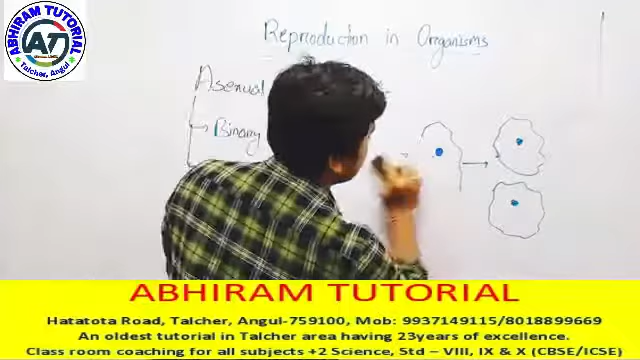 ABHIRAM TUTORIAL
AT
Talcher, Angul
Reproduction in Organisms
Asexual
Binary
ABHIRAM TUTORIAL
Hatatota Road, Talcher, Angul-759100, Mob: 9937149115/8018899669
An oldest tutorial in Talcher area having 23years of excellence.
Class room coaching for all subjects +2 Science, Std – VIII, IX & X (CBSE/ICSE)